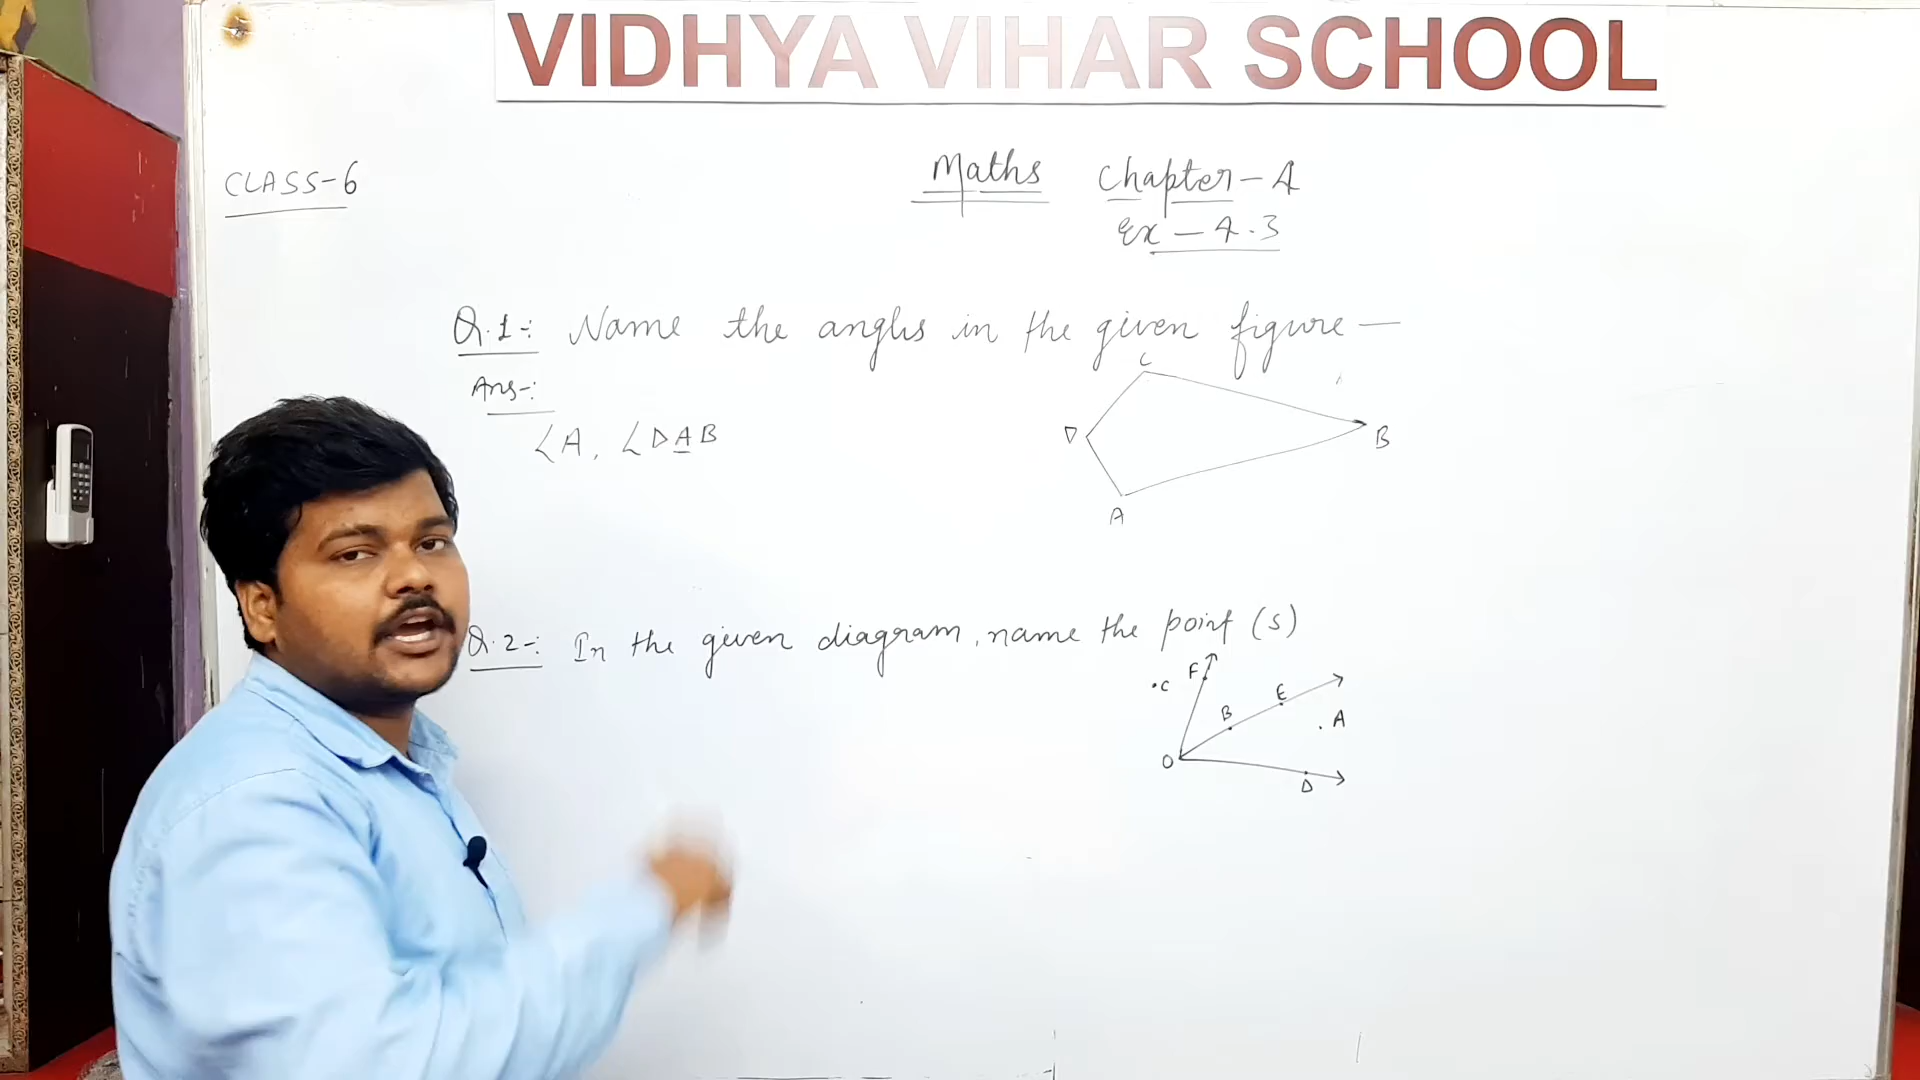 VIDHYA VIHAR SCHOOL
CLASS-6
Maths Chapter-4
Ex-4.3
Q.1-: Name the angles in the given figure—
Ans-:
∠A, ∠DAB
C
D
B
A
Q.2-: In the given diagram, name the point (s)
F
.C
E
B
.A
O
D